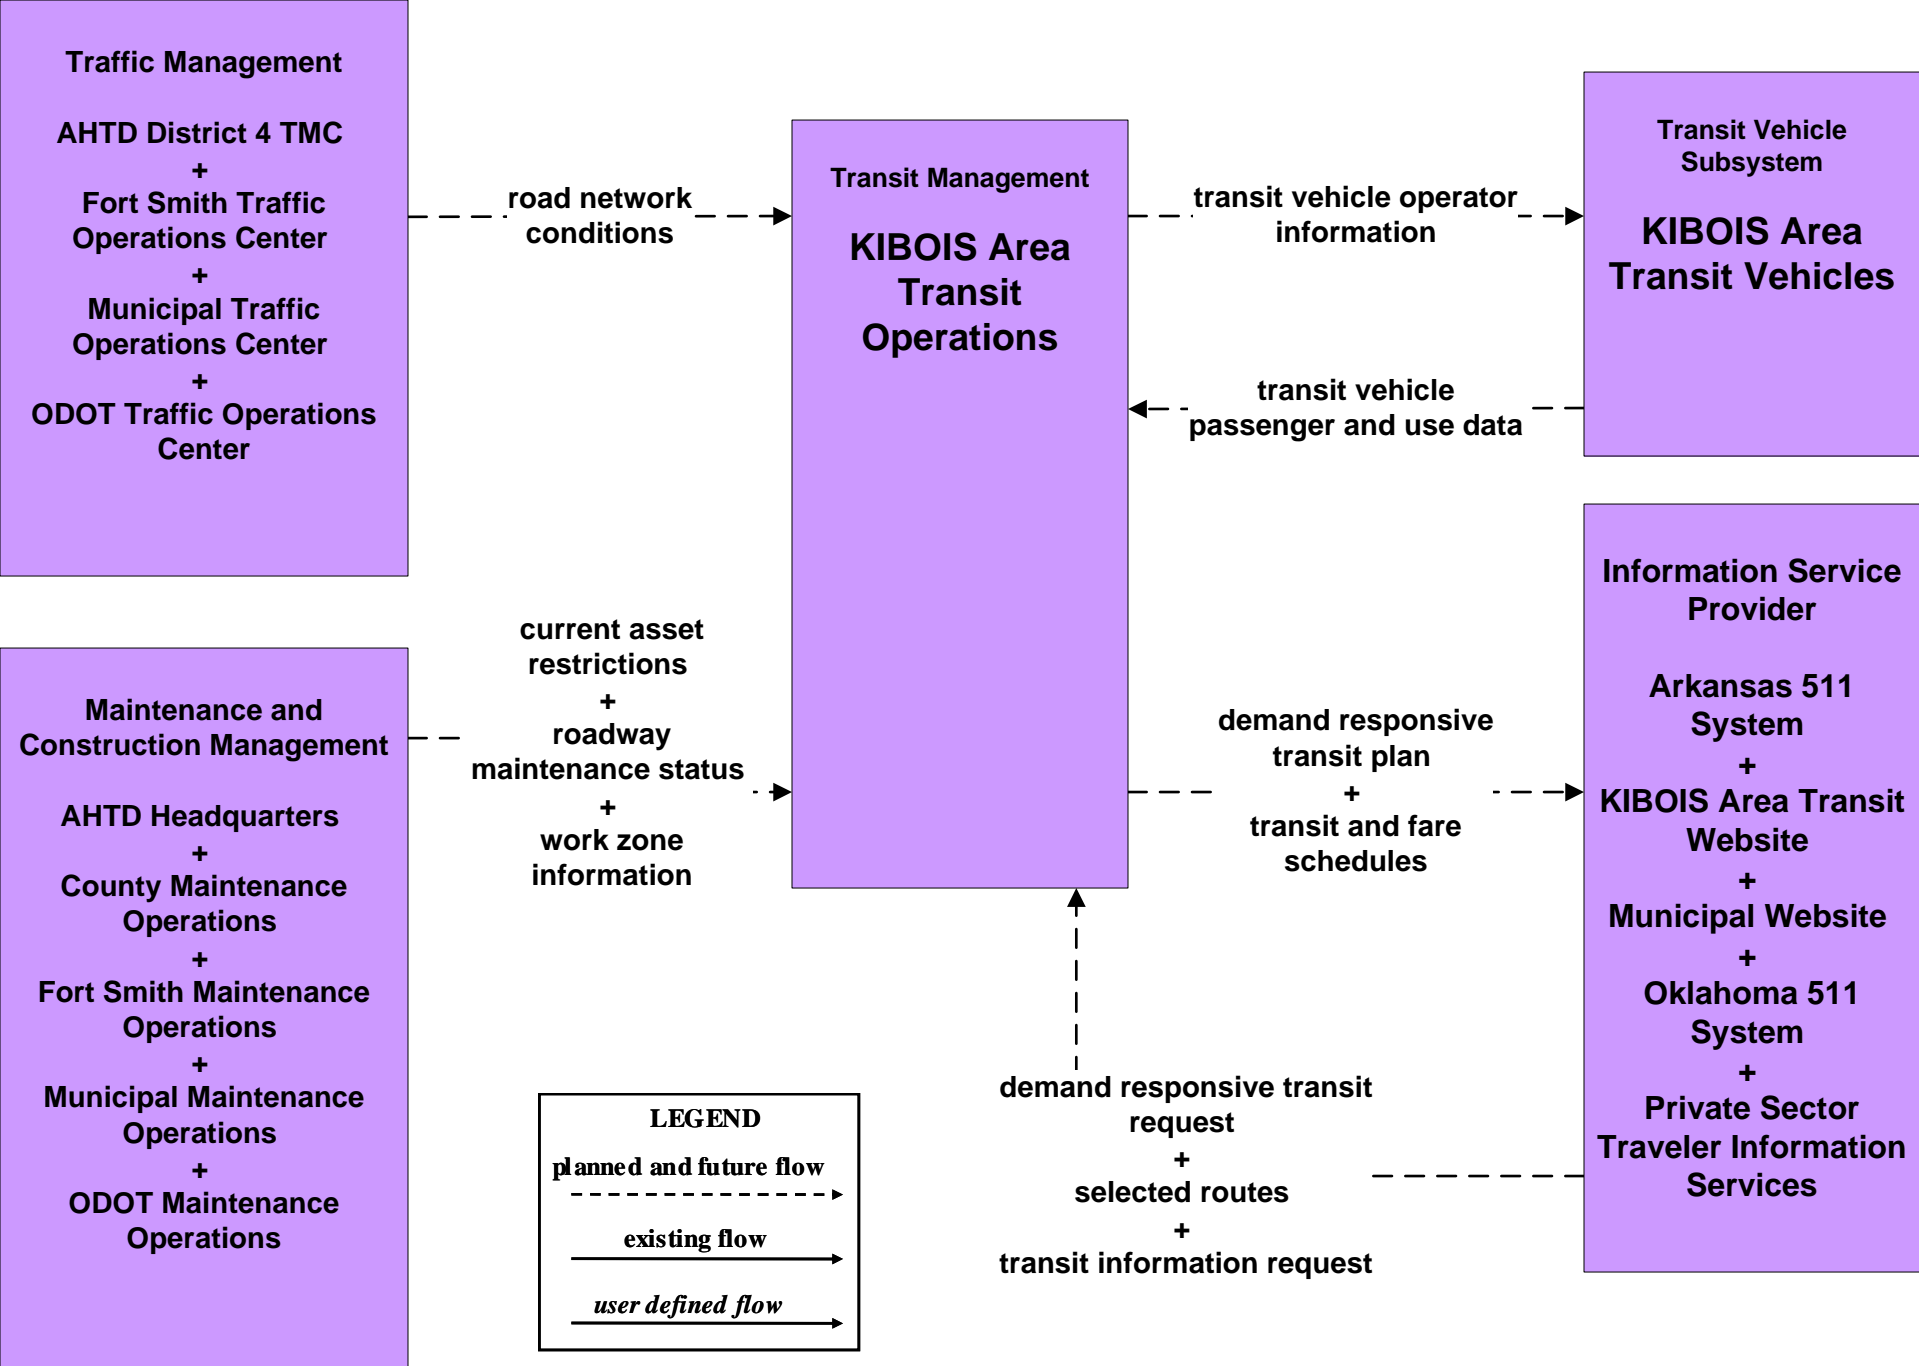 Traffic Management
AHTD District 4 TMC
+
Fort Smith Traffic
Operations Center
+
Municipal Traffic
Operations Center
+
ODOT Traffic Operations
Center
Maintenance and
Construction Management
AHTD Headquarters
+
County Maintenance
Operations
+
Fort Smith Maintenance
Operations
+
Municipal Maintenance
Operations
+
ODOT Maintenance
Operations
road network
conditions
current asset
restrictions
+
roadway
maintenance status
+
work zone
information
Transit Management
KIBOIS Area
Transit
Operations
transit vehicle operator
information
transit vehicle
passenger and use data
demand responsive
transit plan
+
transit and fare
schedules
demand responsive transit
request
+
selected routes
+
transit information request
Transit Vehicle
Subsystem
KIBOIS Area
Transit Vehicles
Information Service
Provider
Arkansas 511
System
+
KIBOIS Area Transit
Website
+
Municipal Website
+
Oklahoma 511
System
+
Private Sector
Traveler Information
Services
LEGEND
planned and future flow
existing flow
user defined flow